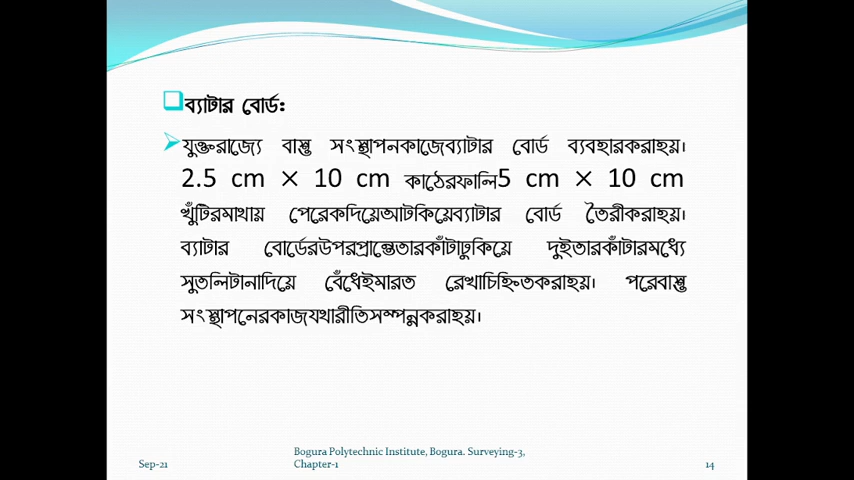 ব্যাটার বোর্ডঃ
যুক্তরাজ্যে বাস্তু সংস্থাপনকাজেব্যাটার বোর্ড ব্যবহারকরাহয়।
2.5 cm × 10 cm কাঠেরফালি5 cm × 10 cm
খুঁটিরমাথায় পেরেকদিয়েআটকিয়েব্যাটার বোর্ড তৈরীকরাহয়।
ব্যাটার বোর্ডেরউপরপ্রান্তেতারকাঁটাঢুকিয়ে দুইতারকাঁটারমধ্যে
সুতলিটানাদিয়ে বেঁধেইমারত রেখাচিহ্নিতকরাহয়। পরেবাস্তু
সংস্থাপনেরকাজযথারীতিসম্পন্নকরাহয়।
Bogura Polytechnic Institute, Bogura. Surveying-3,
Sep-21 Chapter-1 14